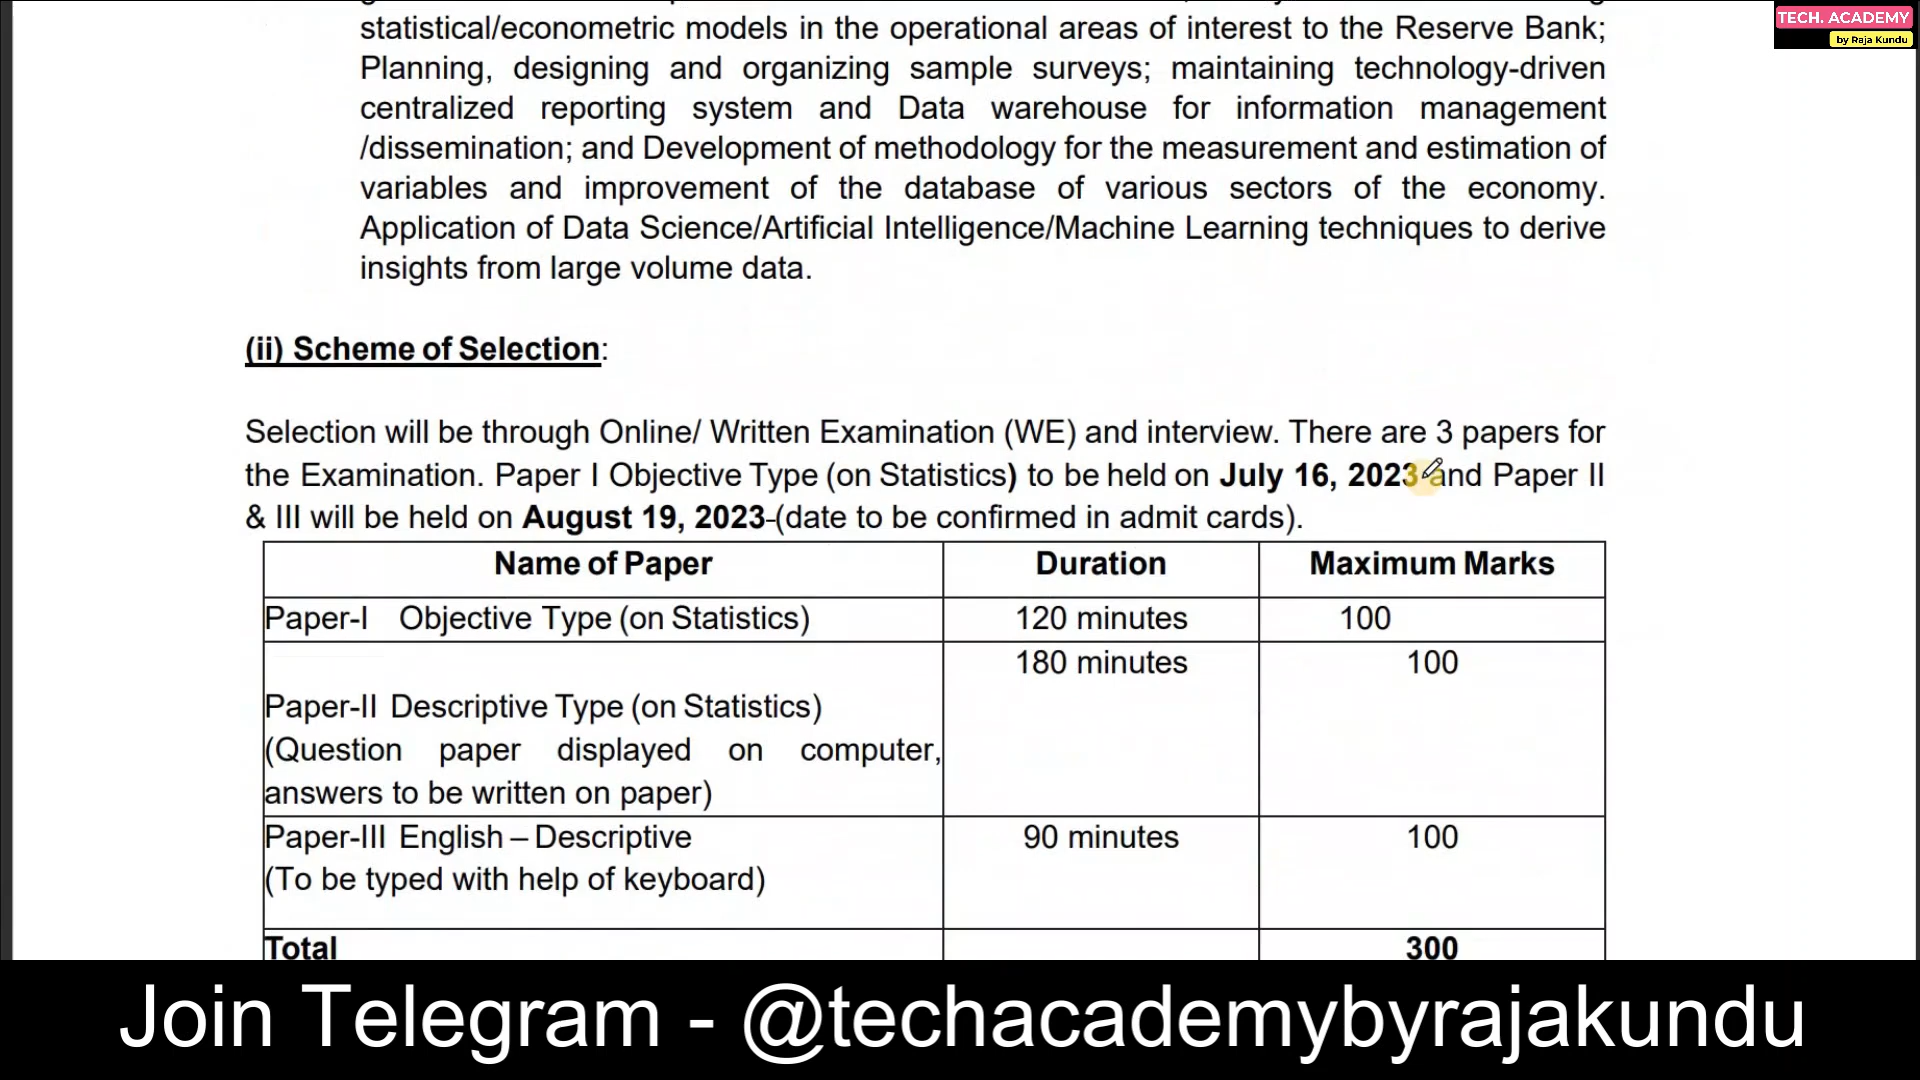 TECH. ACADEMY
by Raja Kundu
statistical/econometric models in the operational areas of interest to the Reserve Bank;
Planning, designing and organizing sample surveys; maintaining technology-driven
centralized reporting system and Data warehouse for information management
/dissemination; and Development of methodology for the measurement and estimation of
variables and improvement of the database of various sectors of the economy.
Application of Data Science/Artificial Intelligence/Machine Learning techniques to derive
insights from large volume data.
(ii) Scheme of Selection:
Selection will be through Online/ Written Examination (WE) and interview. There are 3 papers for
the Examination. Paper I Objective Type (on Statistics) to be held on July 16, 2023 and Paper II
& III will be held on August 19, 2023-(date to be confirmed in admit cards).
Name of Paper Duration Maximum Marks
Paper-I Objective Type (on Statistics) 120 minutes 100
180 minutes 100
Paper-II Descriptive Type (on Statistics)
(Question paper displayed on computer,
answers to be written on paper)
Paper-III English – Descriptive 90 minutes 100
(To be typed with help of keyboard)
Total 300
Join Telegram - @techacademybyrajakundu